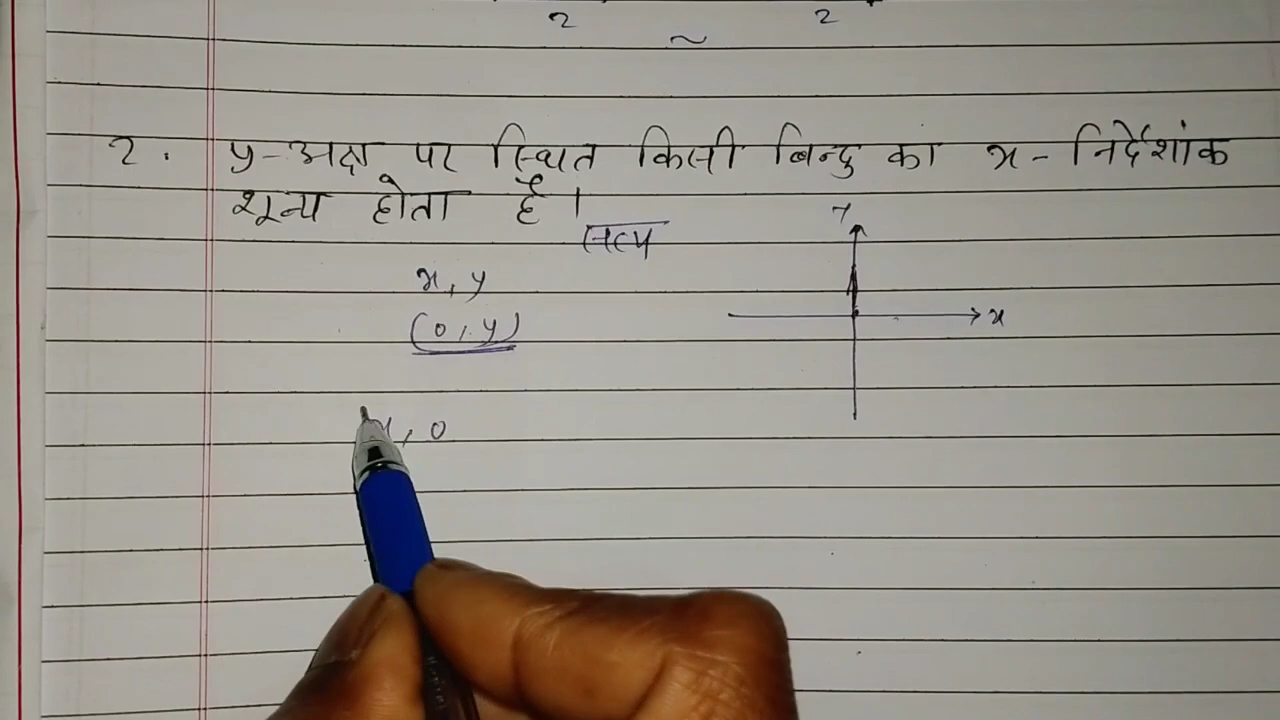 2 2
~
2. y-अक्ष पर स्थित किसी बिन्दु का x-निर्देशांक
शून्य होता है।
सत्य
y
x, y
(0, y)
x
, 0